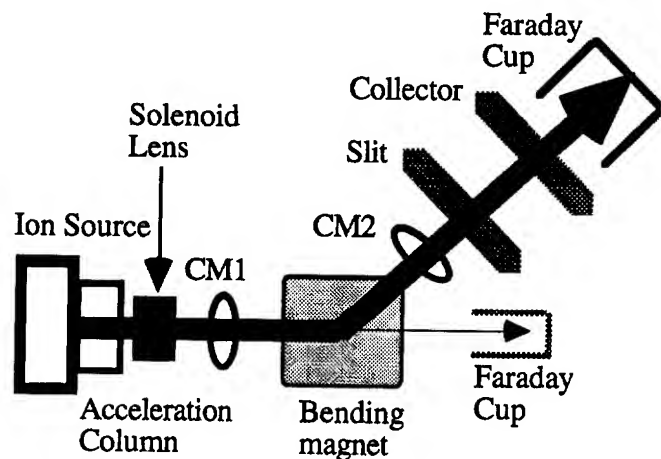 Faraday
Cup
Collector
Solenoid
Lens
Slit
CM2
Ion Source
CM1
Faraday
Cup
Acceleration
Column
Bending
magnet